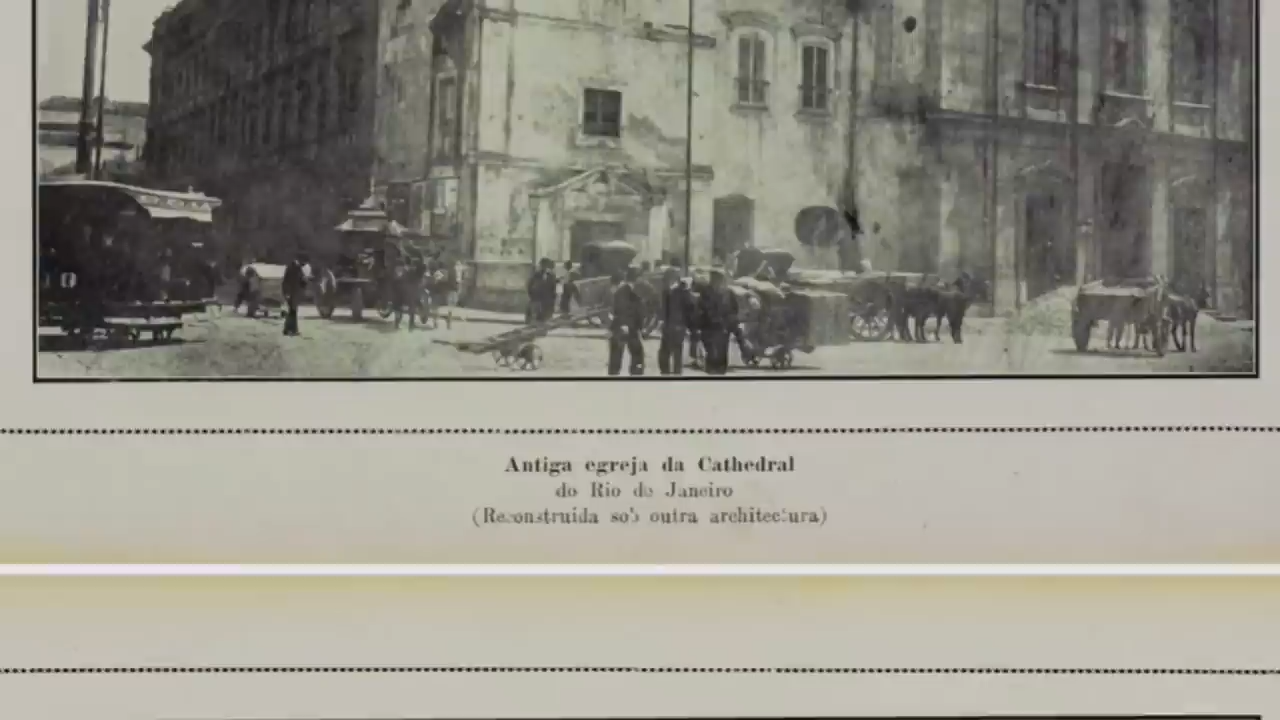 Antiga egreja da Cathedral
do Rio de Janeiro
(Reconstruida sob outra architectura)